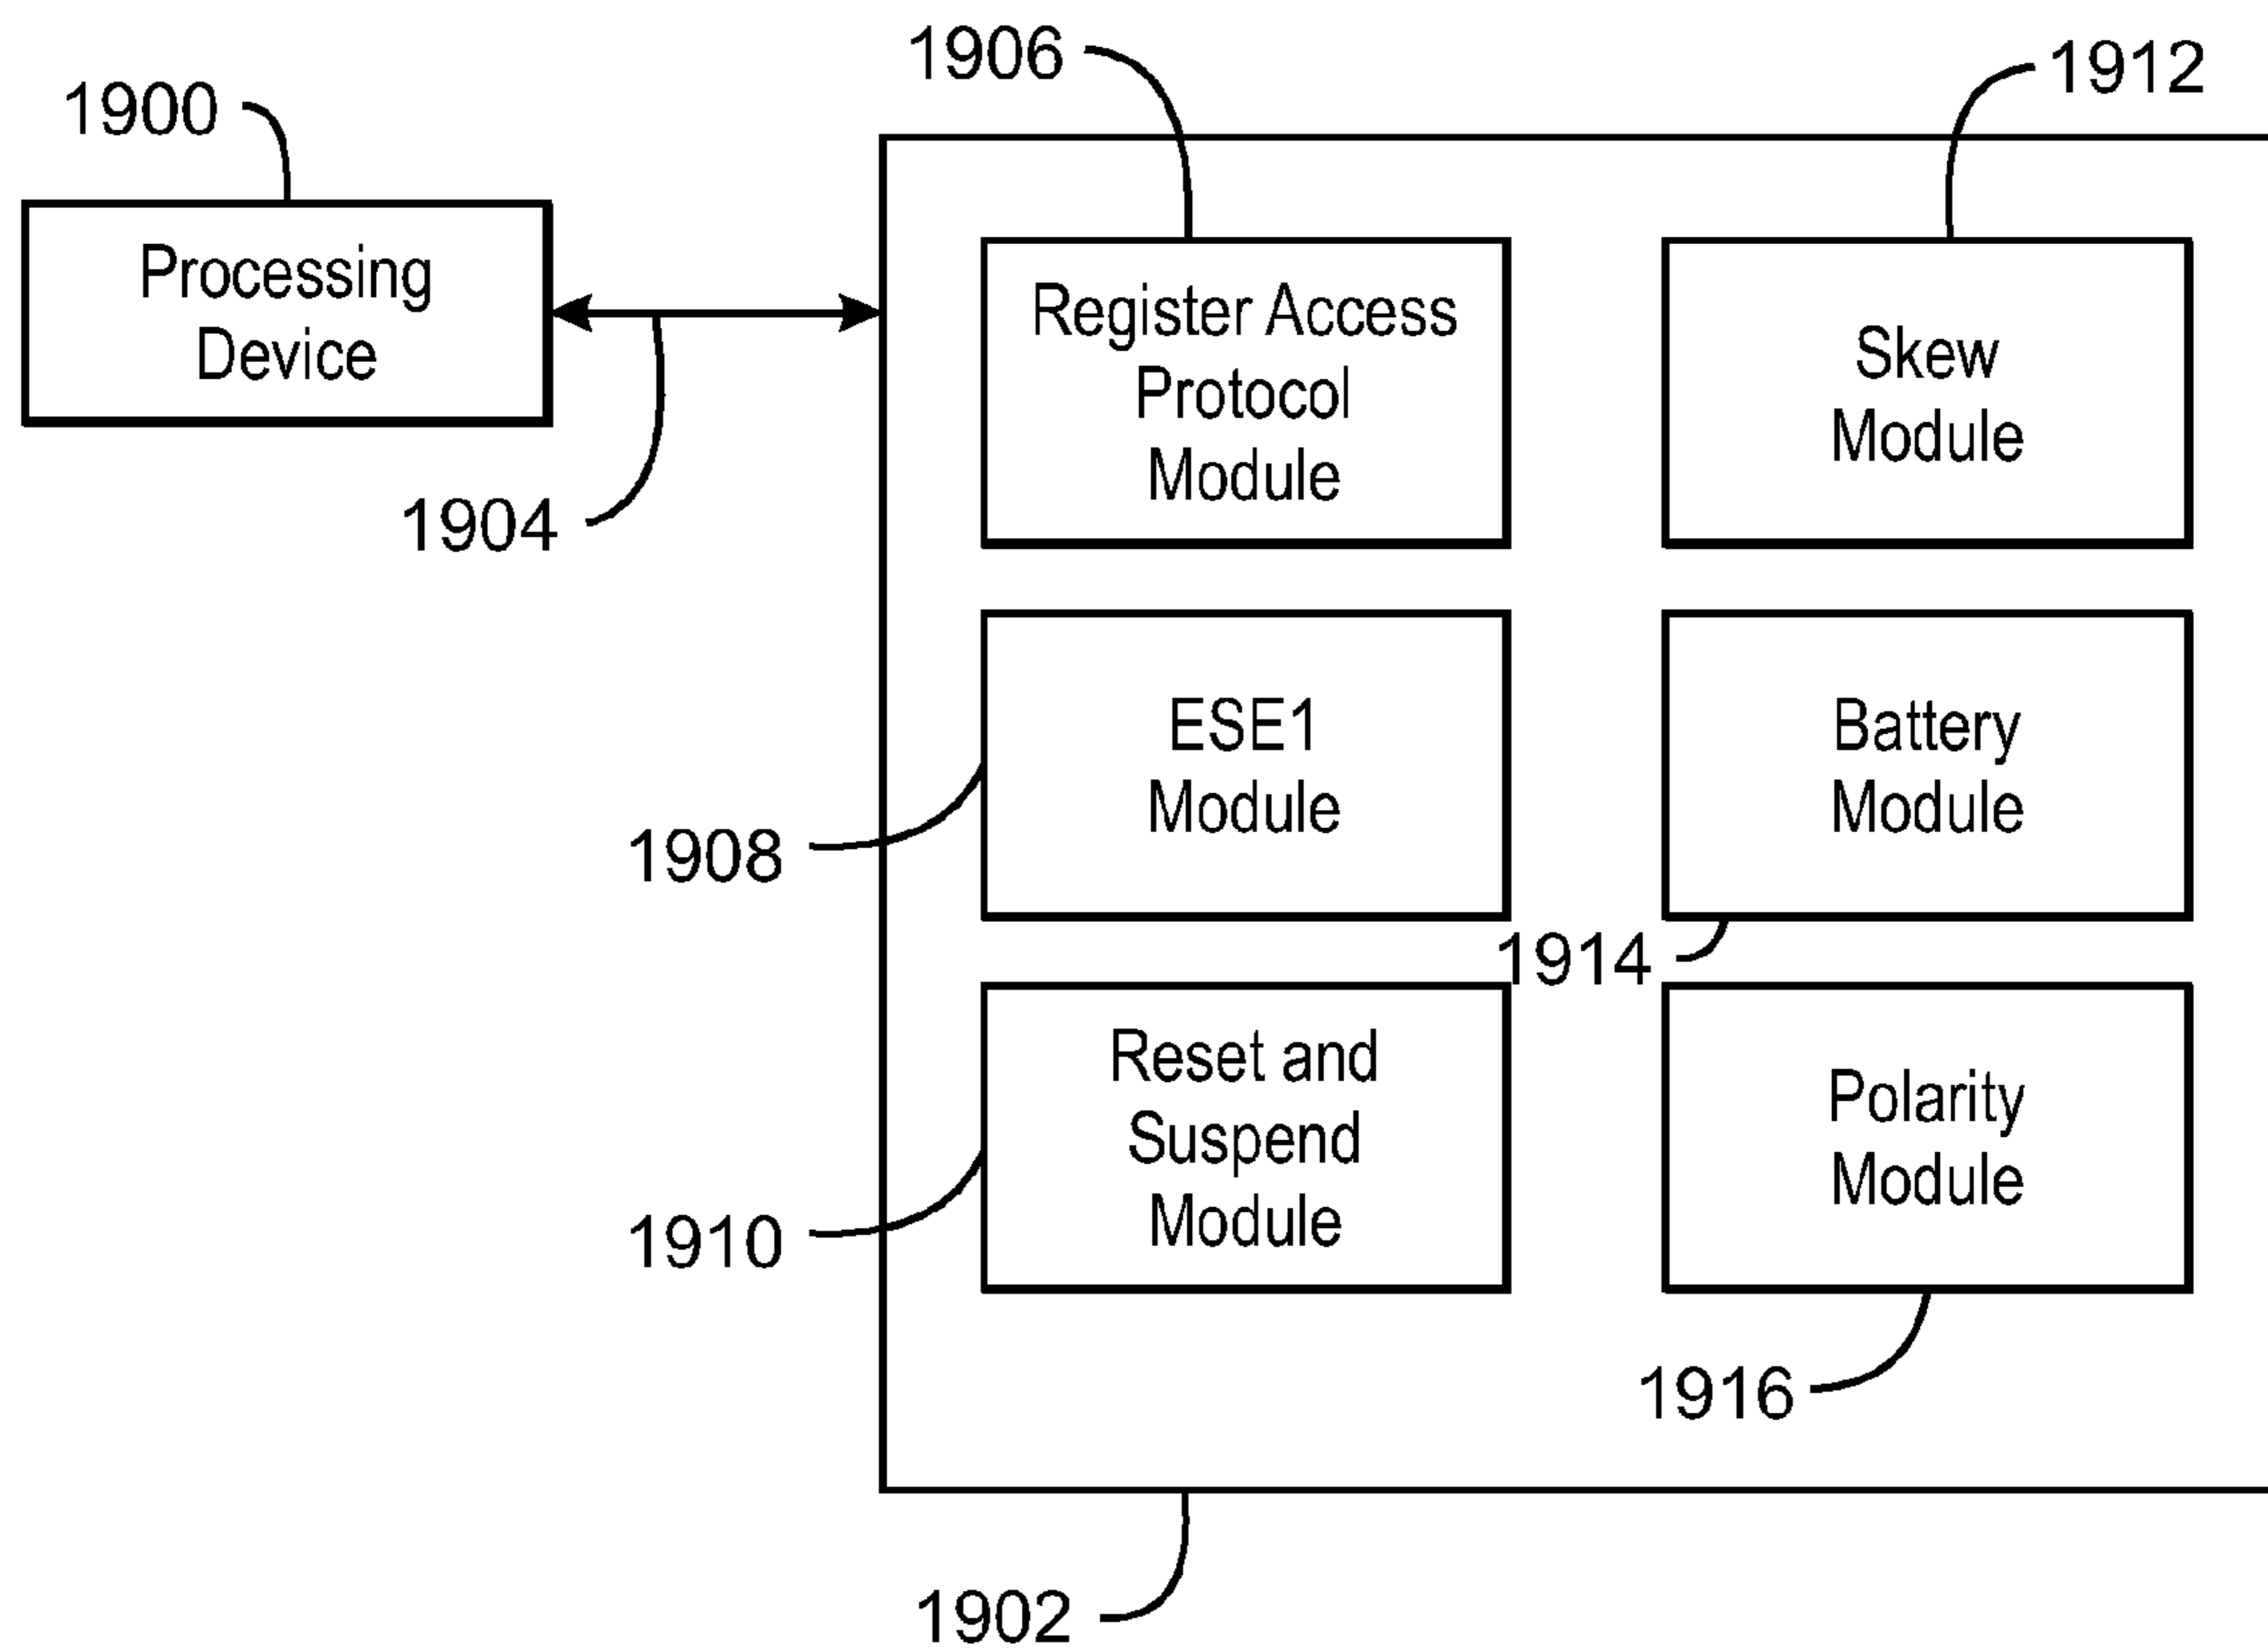 1906
1912
1900
Processing
Device
1904
Register Access
Protocol
Module
Skew
Module
ESE1
Module
1908
Battery
Module
1914
Reset and
Suspend
Module
1910
Polarity
Module
1916
1902